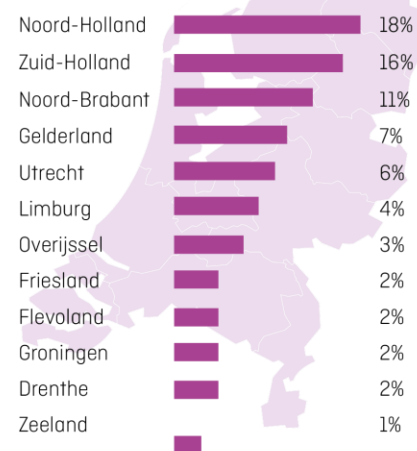 Noord-Holland 18%
Zuid-Holland 16%
Noord-Brabant 11%
Gelderland 7%
Utrecht 6%
Limburg 4%
Overijssel 3%
Friesland 2%
Flevoland 2%
Groningen 2%
Drenthe 2%
Zeeland 1%